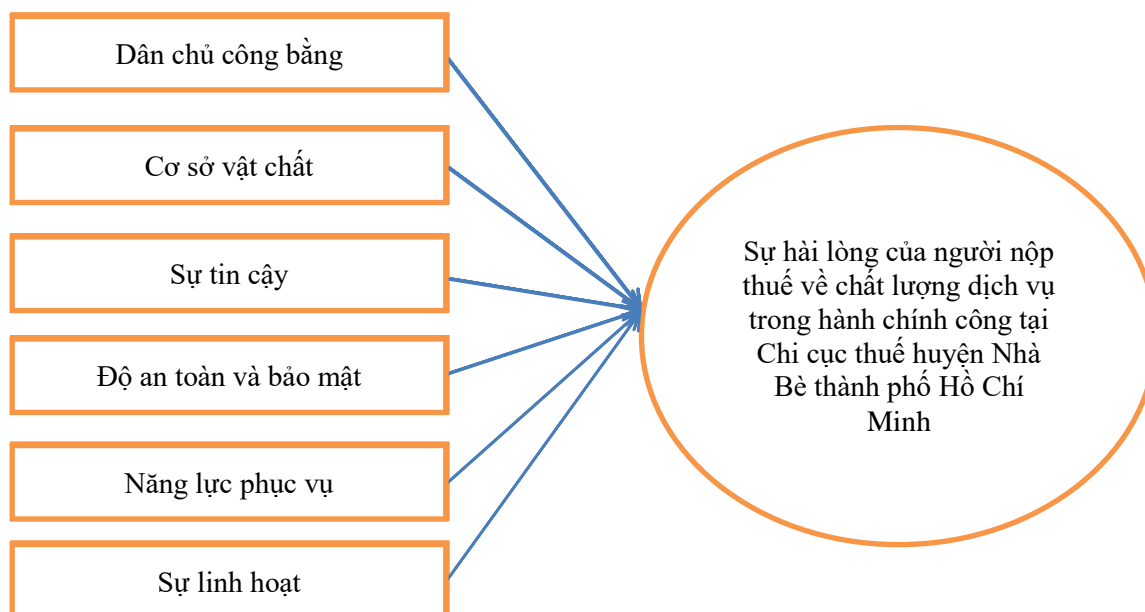 Dân chủ công bằng
Cơ sở vật chất
Sự tin cậy
Độ an toàn và bảo mật
Năng lực phục vụ
Sự linh hoạt
Sự hài lòng của người nộp
thuế về chất lượng dịch vụ
trong hành chính công tại
Chi cục thuế huyện Nhà
Bè thành phố Hồ Chí
Minh